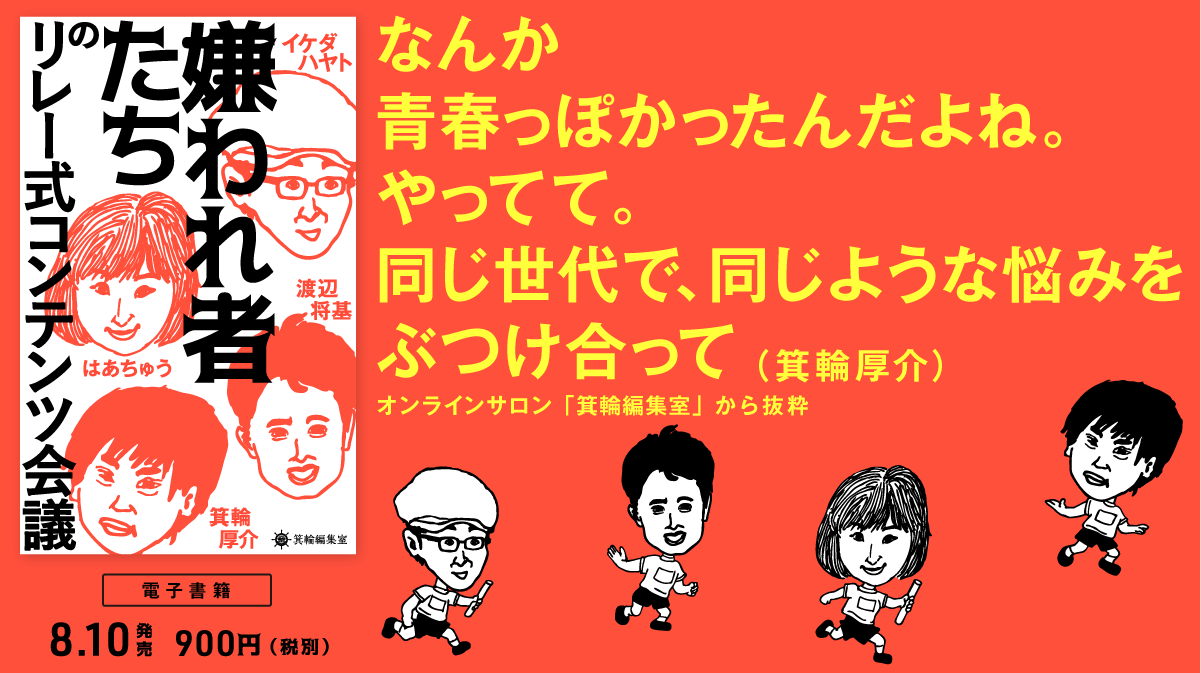 嫌われ者
たち
の
リレー式コンテンツ会議
イケダ
ハヤト
渡辺
将基
はあちゅう
箕輪
厚介
箕輪編集室
電子書籍
8.10発売 900円(税別)
なんか
青春っぽかったんだよね。
やってて。
同じ世代で、同じような悩みを
ぶつけ合って(箕輪厚介)
オンラインサロン「箕輪編集室」から抜粋